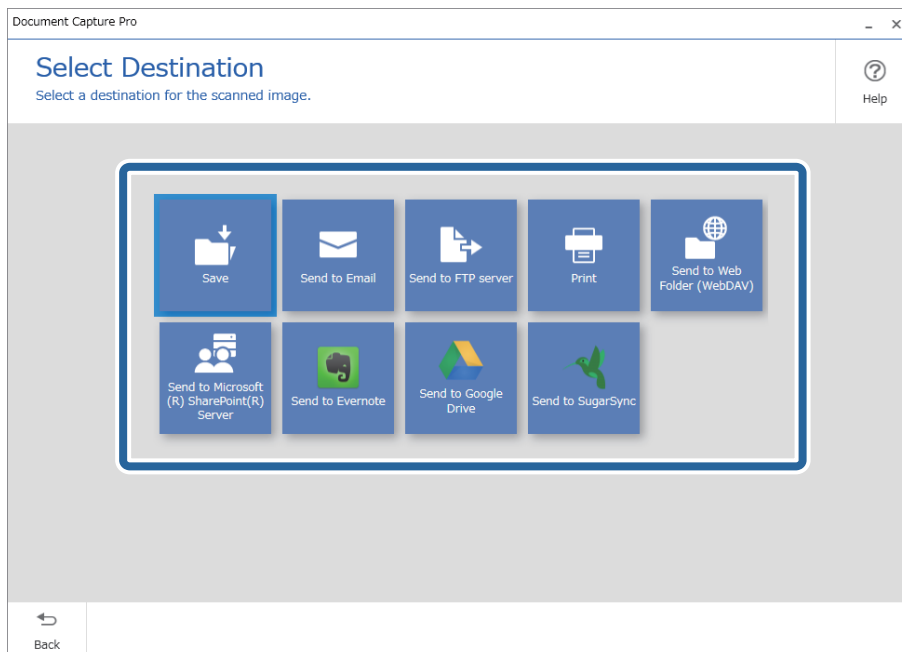 Document Capture Pro
Select Destination
Select a destination for the scanned image.
Help
Save
Send to Email
Send to FTP server
Print
Send to Web
Folder (WebDAV)
Send to Microsoft
(R) SharePoint(R)
Server
Send to Evernote
Send to Google
Drive
Send to SugarSync
Back